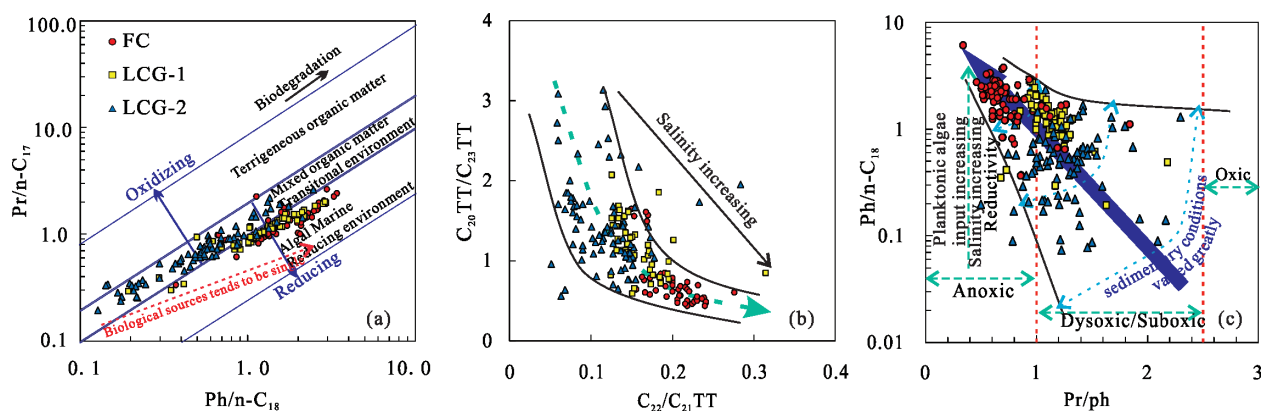 100.0
10.0
1.0
0.1
0.1
1.0
10.0
Pr/n-C17
Ph/n-C18
FC
LCG-1
LCG-2
Biodegradation
Terrigeneous organic matter
Oxidizing
Mixed organic matter
Transitonal environment
Algal Marine
Reducing environment
Reducing
Biological sources tends to be single
(a)
4
3
2
1
0
0.0
0.1
0.2
0.3
0.4
C20TT/C23TT
C22/C21TT
Salinity increasing
(b)
10
1
0.1
0.01
0
1
2
3
Ph/n-C18
Pr/ph
Planktonic algae
input increasing
Salinity increasing
Reductivity
Anoxic
Dysoxic/Suboxic
Oxic
sedimentary conditions
varied greatly
(c)